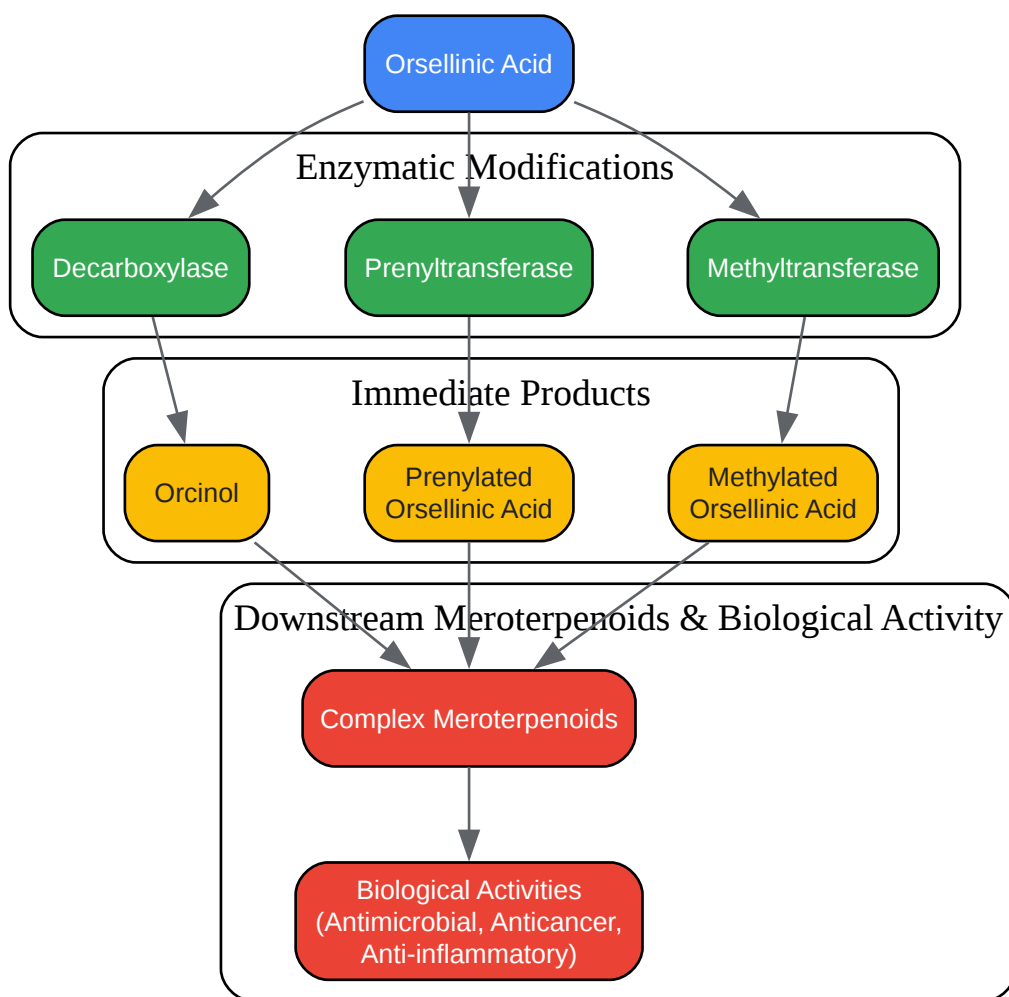 Orsellinic Acid
Enzymatic Modifications
Decarboxylase
Prenyltransferase
Methyltransferase
Immediate Products
Orcinol
Prenylated
Orsellinic Acid
Methylated
Orsellinic Acid
Downstream Meroterpenoids & Biological Activity
Complex Meroterpenoids
Biological Activities
(Antimicrobial, Anticancer,
Anti-inflammatory)